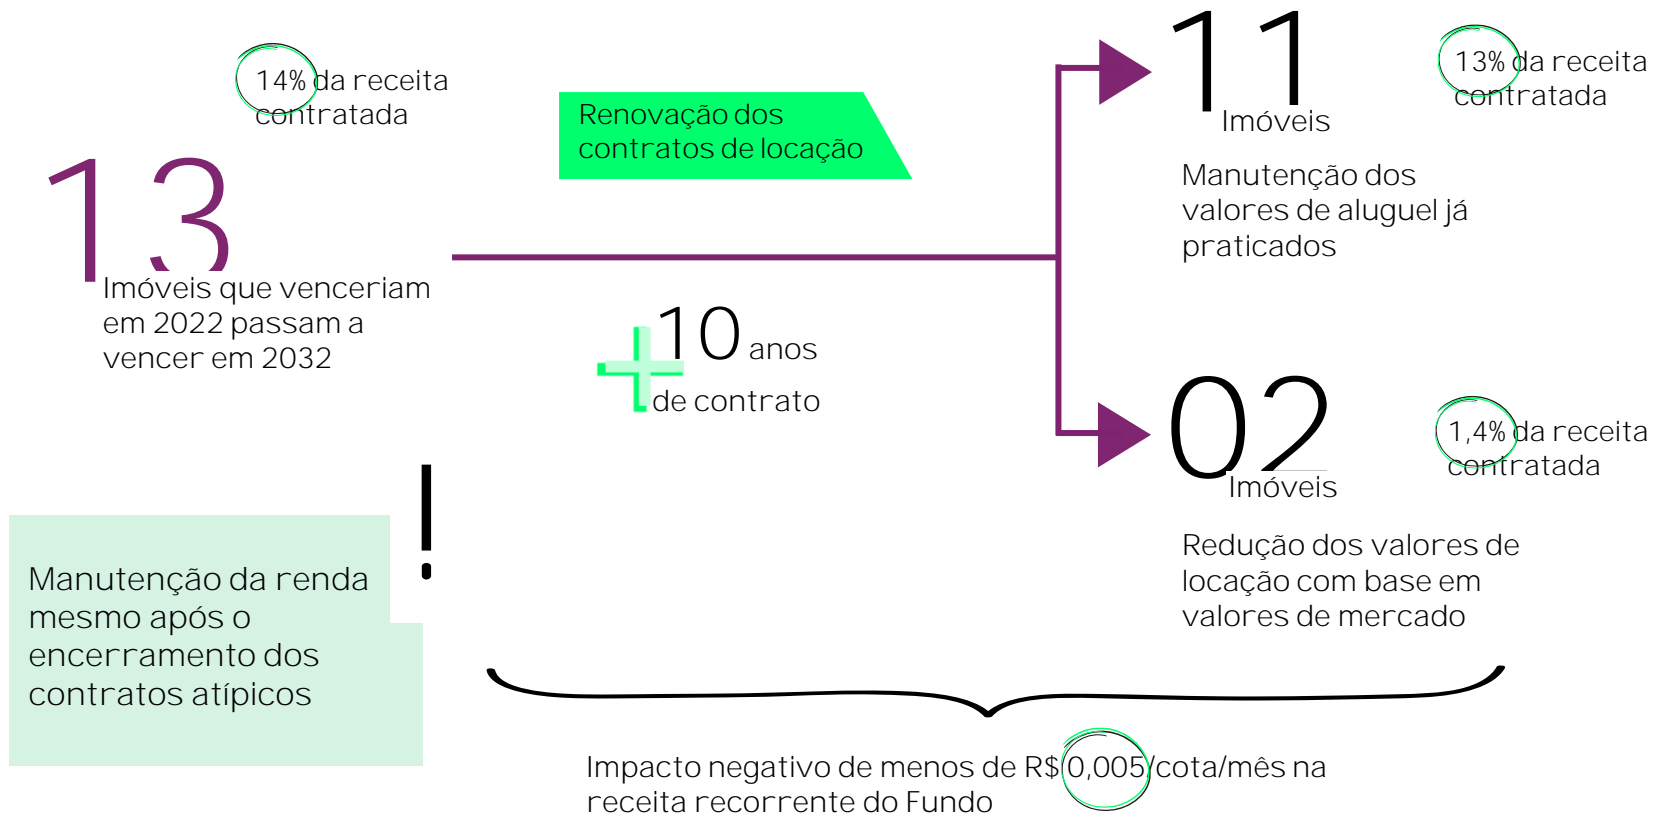 14% da receita
contratada
13
Imóveis que venceriam
em 2022 passam a
vencer em 2032
Renovação dos
contratos de locação
+10 anos
de contrato
11
Imóveis
13% da receita
contratada
Manutenção dos
valores de aluguel já
praticados
02
Imóveis
1,4% da receita
contratada
Redução dos valores de
locação com base em
valores de mercado
!
Manutenção da renda
mesmo após o
encerramento dos
contratos atípicos
Impacto negativo de menos de R$ 0,005/cota/mês na
receita recorrente do Fundo